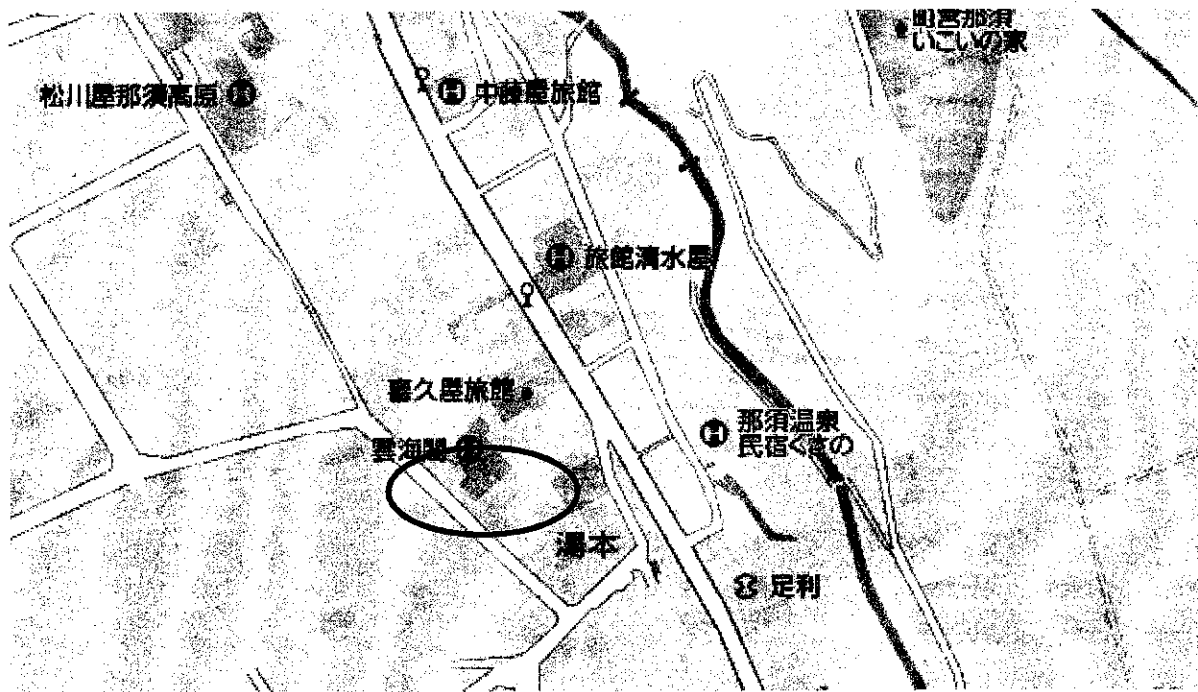 町営那須
いこいの家
松川屋那須高原
中藤屋旅館
旅館清水屋
喜久屋旅館
雲海閣
那須温泉
民宿くさの
湯本
足利